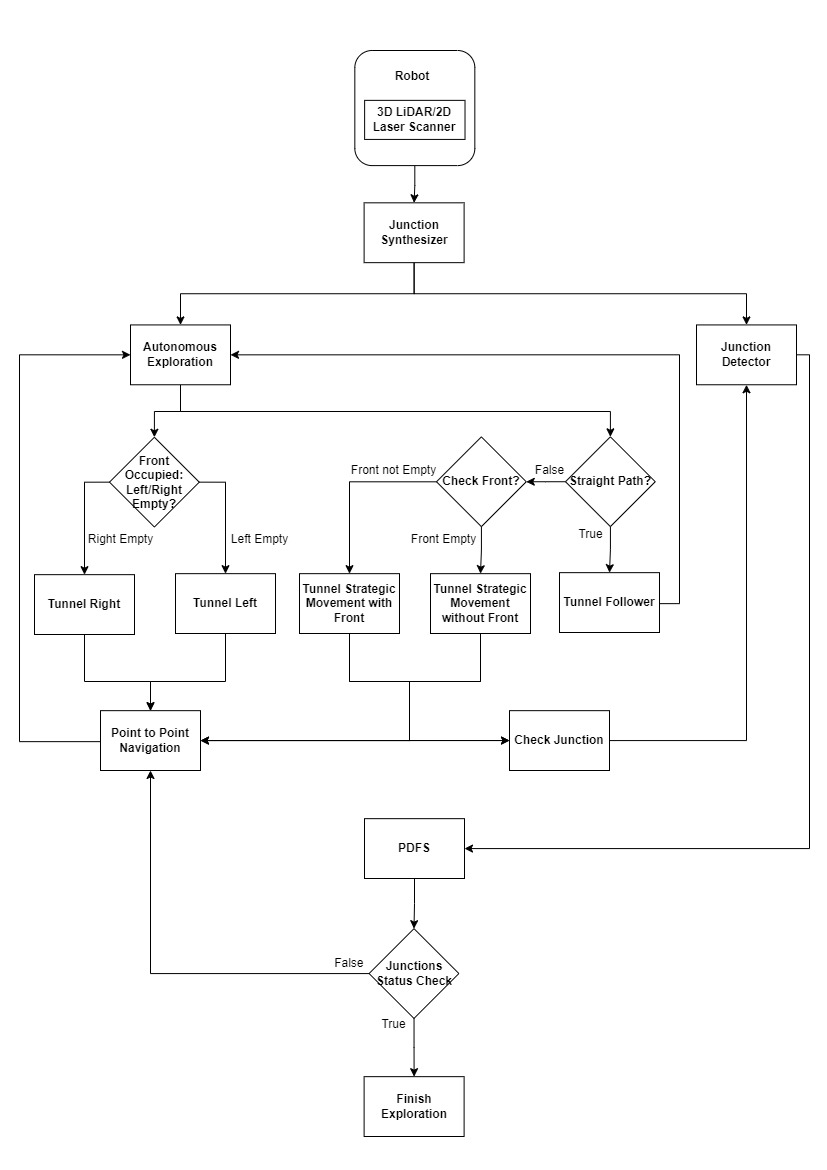 Robot
3D LiDAR/2D
Laser Scanner
Junction
Synthesizer
Autonomous
Exploration
Junction
Detector
Front
Occupied:
Left/Right
Empty?
Check Front?
Straight Path?
Front not Empty
False
Right Empty
Left Empty
Front Empty
True
Tunnel Right
Tunnel Left
Tunnel Strategic
Movement with
Front
Tunnel Strategic
Movement
without Front
Tunnel Follower
Point to Point
Navigation
Check Junction
PDFS
False
Junctions
Status Check
True
Finish
Exploration